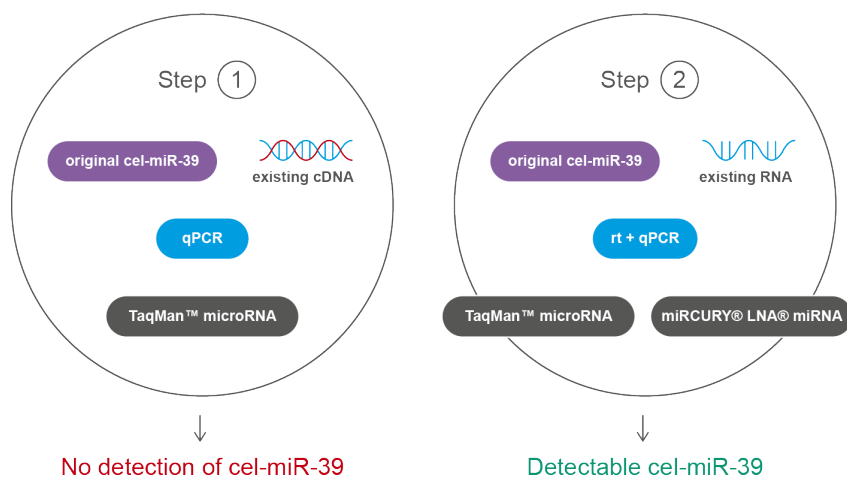 Step 1
original cel-miR-39
existing cDNA
qPCR
TaqMan™ microRNA
No detection of cel-miR-39
Step 2
original cel-miR-39
existing RNA
rt + qPCR
TaqMan™ microRNA
miRCURY® LNA® miRNA
Detectable cel-miR-39